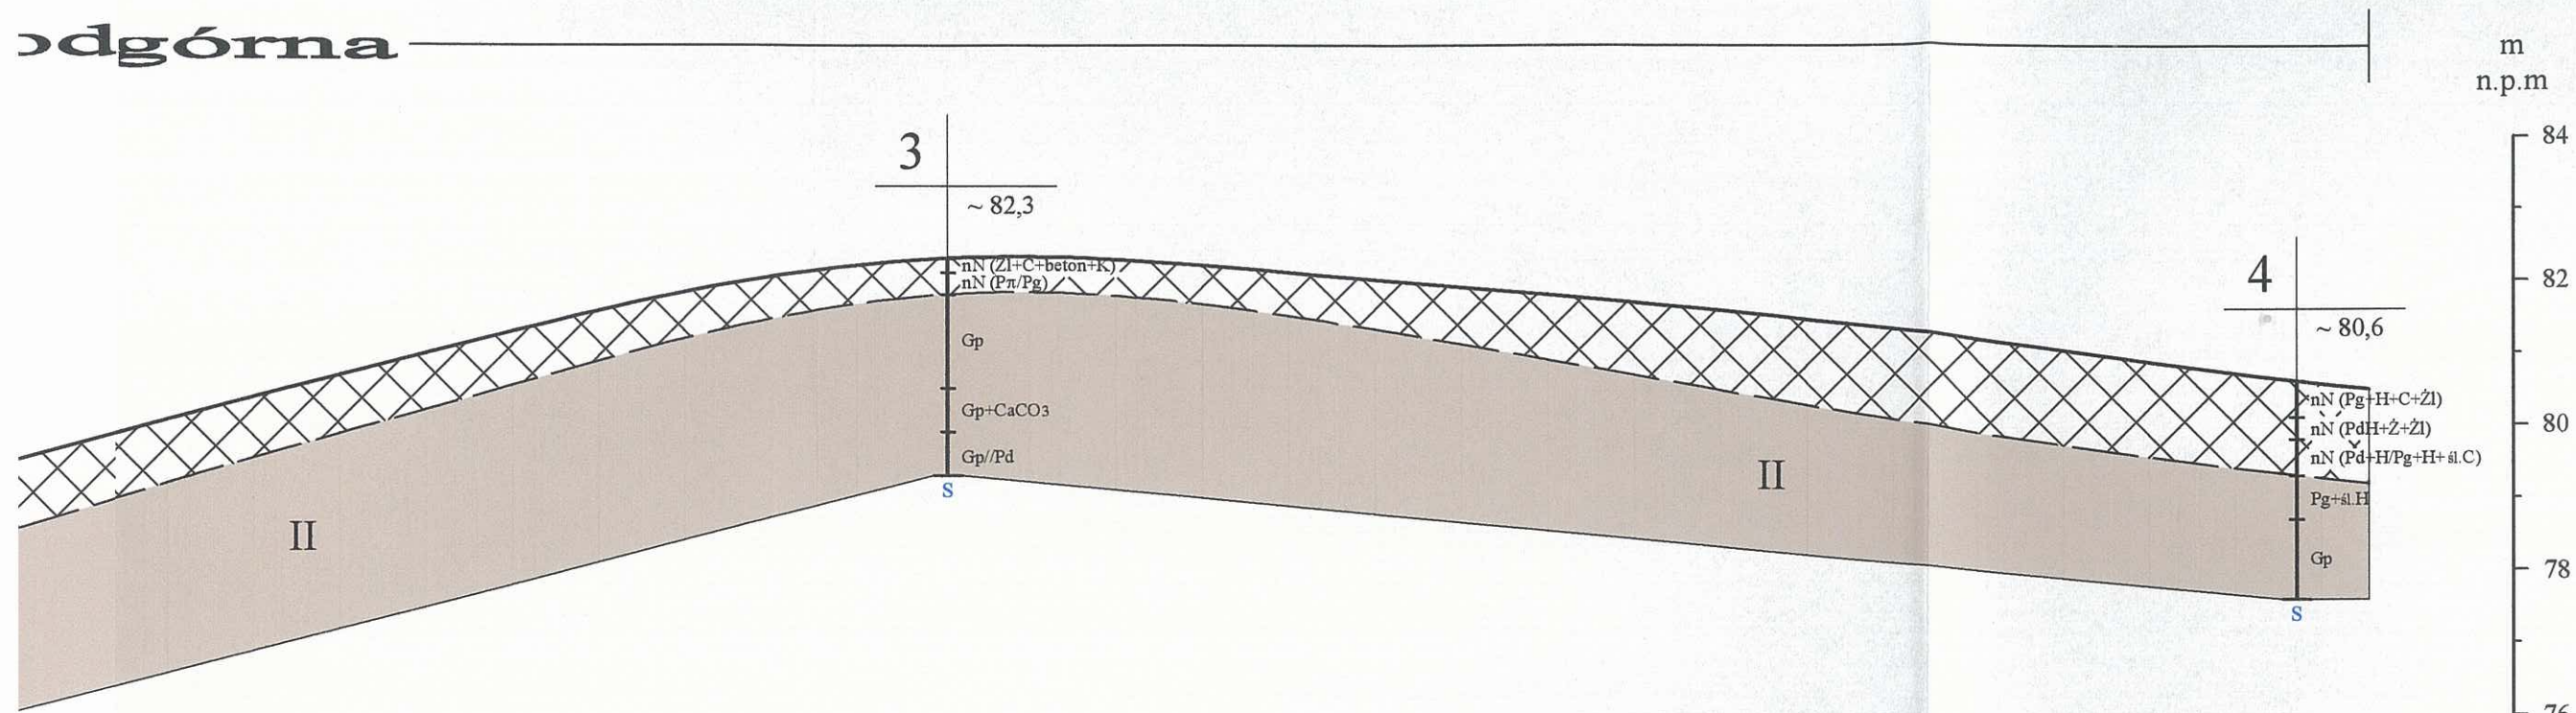 odgórna
m
n.p.m
84
3
~ 82,3
nN (Żl+C+beton+K)
nN (Pπ/Pg)
4
82
~ 80,6
Gp
nN (Pg+H+C+Żl)
Gp+CaCO3
80
nN (PdH+Ż+Żl)
Gp//Pd
nN (Pd+H/Pg+H+śl.C)
II
S
Pg+śl.H
II
Gp
78
S
76